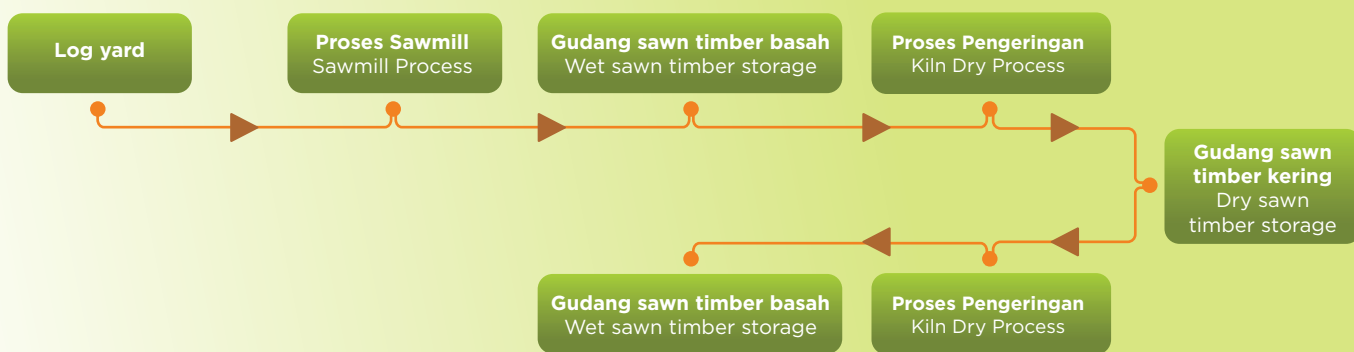 Log yard
Proses Sawmill
Sawmill Process
Gudang sawn timber basah
Wet sawn timber storage
Proses Pengeringan
Kiln Dry Process
Gudang sawn
timber kering
Dry sawn
timber storage
Proses Pengeringan
Kiln Dry Process
Gudang sawn timber basah
Wet sawn timber storage